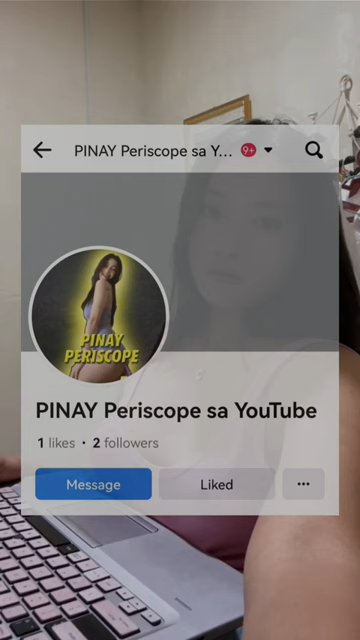 PINAY Periscope sa Y... 9+
PINAY
PERISCOPE
PINAY Periscope sa YouTube
1 likes • 2 followers
Message
Liked